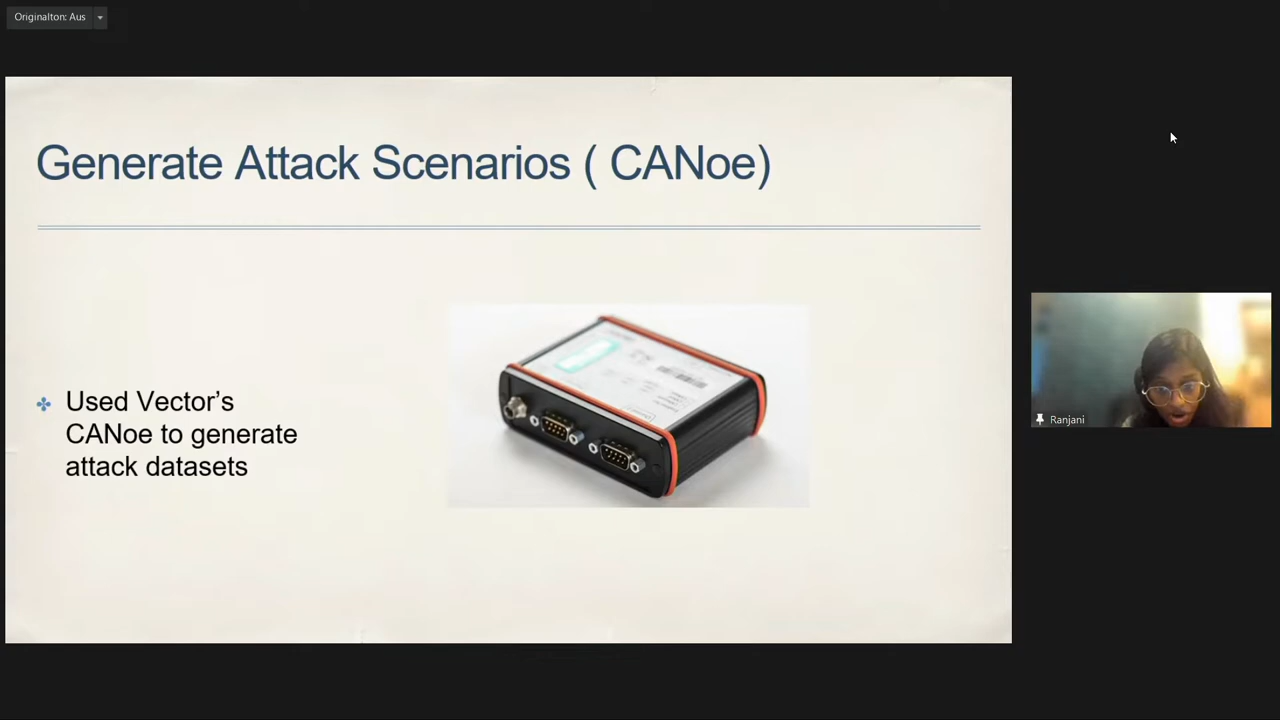 Originalton: Aus
Generate Attack Scenarios ( CANoe)
Used Vector’s
CANoe to generate
attack datasets
Ranjani